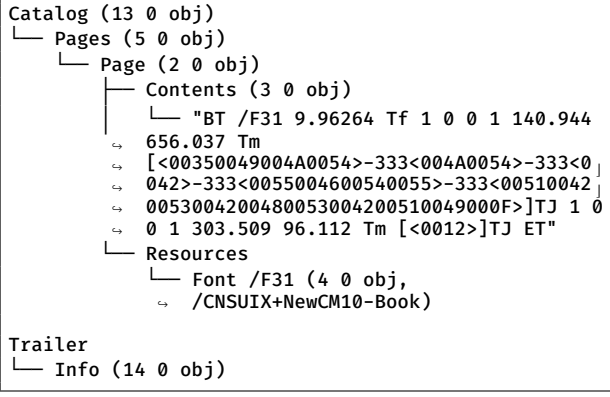 Catalog (13 0 obj)
└── Pages (5 0 obj)
    └── Page (2 0 obj)
        ├── Contents (3 0 obj)
        │   └── "BT /F31 9.96264 Tf 1 0 0 1 140.944
        ↪ 656.037 Tm
        ↪ [<00350049004A0054>-333<004A0054>-333<0⌋
        ↪ 042>-333<0055004600540055>-333<00510042⌋
        ↪ 0053004200480053004200510049000F>]TJ 1 0
        ↪ 0 1 303.509 96.112 Tm [<0012>]TJ ET"
        └── Resources
            └── Font /F31 (4 0 obj,
            ↪ /CNSUIX+NewCM10-Book)
Trailer
└── Info (14 0 obj)